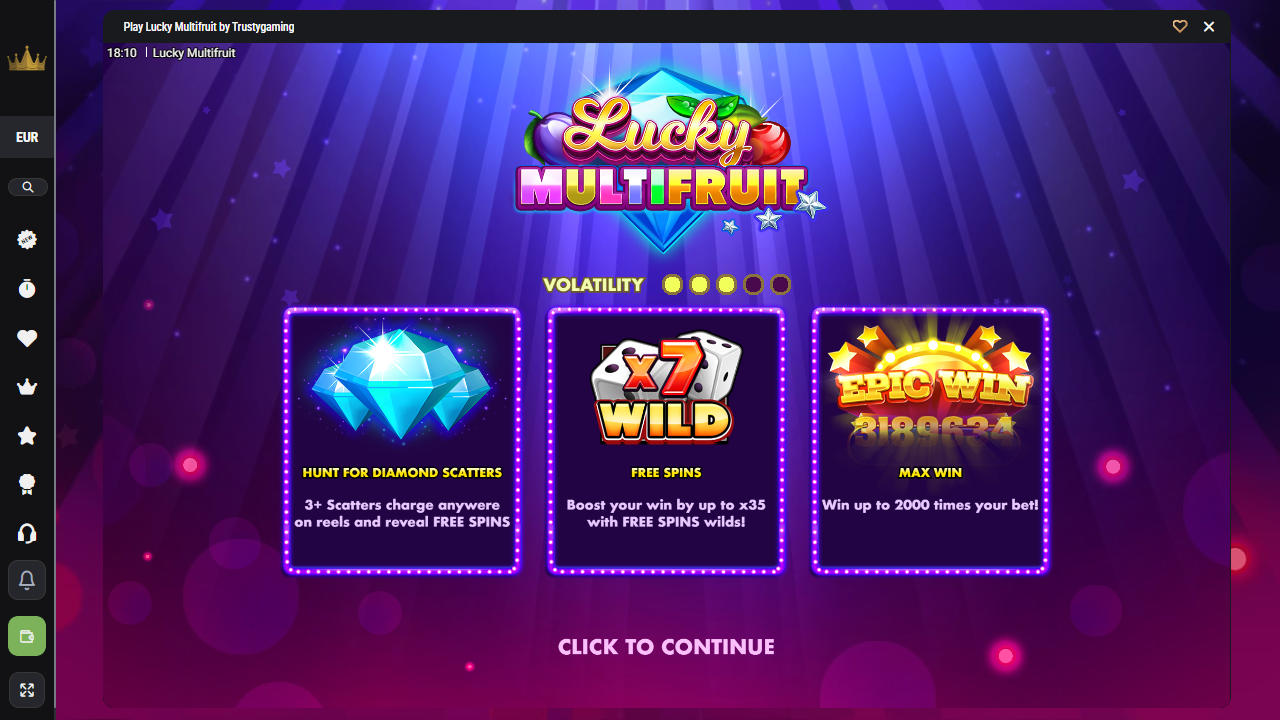 Play Lucky Multifruit by Trustygaming
18:10 | Lucky Multifruit
EUR
NEW
Lucky
MULTIFRUIT
VOLATILITY
x7
WILD
EPIC WIN
3189634
HUNT FOR DIAMOND SCATTERS
3+ Scatters charge anywere
on reels and reveal FREE SPINS
FREE SPINS
Boost your win by up to x35
with FREE SPINS wilds!
MAX WIN
Win up to 2000 times your bet!
CLICK TO CONTINUE